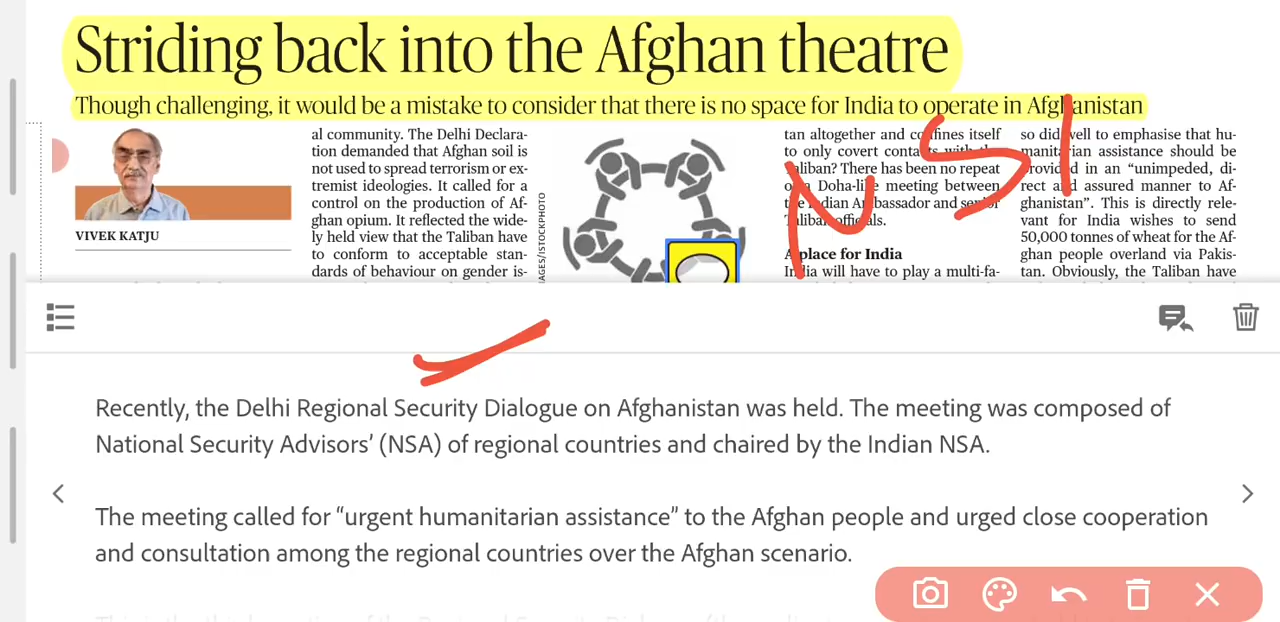 Striding back into the Afghan theatre
Though challenging, it would be a mistake to consider that there is no space for India to operate in Afghanistan
VIVEK KATJU
al community. The Delhi Declara-
tion demanded that Afghan soil is
not used to spread terrorism or ex-
tremist ideologies. It called for a
control on the production of Af-
ghan opium. It reflected the wide-
ly held view that the Taliban have
to conform to acceptable stan-
dards of behaviour on gender is-
AGES/ISTOCKPHOTO
tan altogether and confines itself
to only covert contacts with the
Taliban? There has been no repeat
of a Doha-like meeting between
the Indian Ambassador and senior
Taliban officials.
A place for India
India will have to play a multi-fa-
so did well to emphasise that hu-
manitarian assistance should be
provided in an “unimpeded, di-
rect and assured manner to Af-
ghanistan”. This is directly rele-
vant for India wishes to send
50,000 tonnes of wheat for the Af-
ghan people overland via Pakis-
tan. Obviously, the Taliban have
NSA
Recently, the Delhi Regional Security Dialogue on Afghanistan was held. The meeting was composed of
National Security Advisors’ (NSA) of regional countries and chaired by the Indian NSA.
The meeting called for “urgent humanitarian assistance” to the Afghan people and urged close cooperation
and consultation among the regional countries over the Afghan scenario.